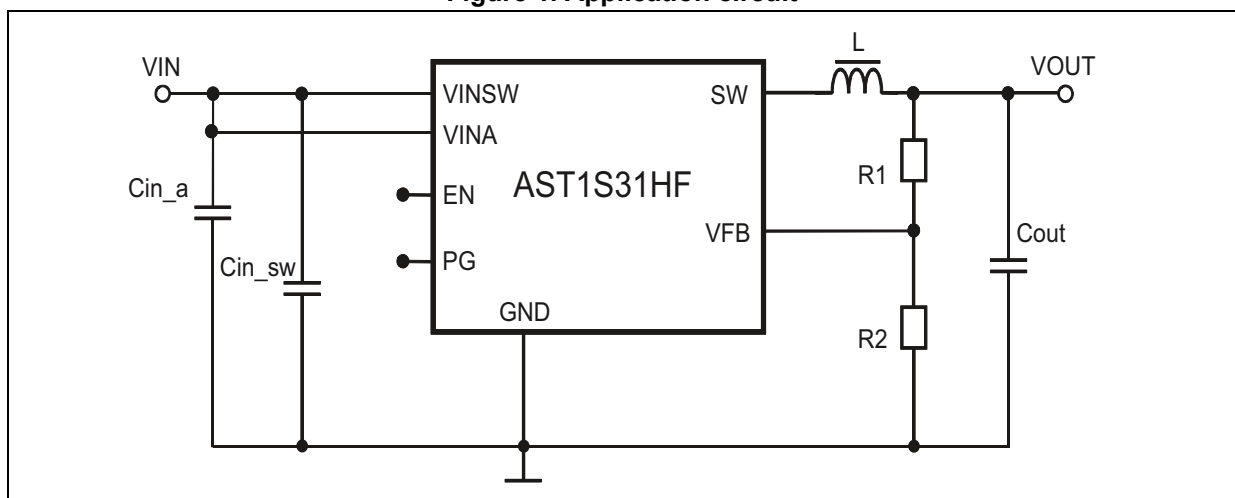 Figure 1. Application circuit
L
VIN
VOUT
VINSW
SW
VINA
R1
Cin_a
EN
AST1S31HF
VFB
Cout
Cin_sw
PG
GND
R2